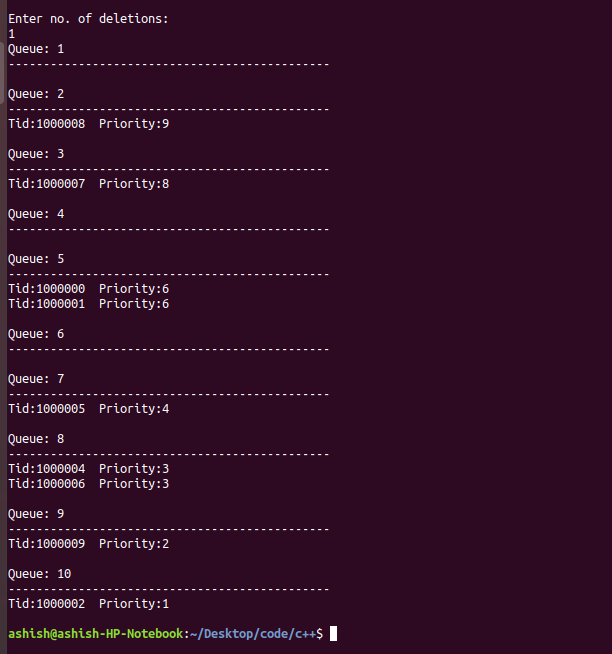 Enter no. of deletions:
1
Queue: 1
----------------------------------------------
Queue: 2
----------------------------------------------
Tid:1000008  Priority:9
Queue: 3
----------------------------------------------
Tid:1000007  Priority:8
Queue: 4
----------------------------------------------
Queue: 5
----------------------------------------------
Tid:1000000  Priority:6
Tid:1000001  Priority:6
Queue: 6
----------------------------------------------
Queue: 7
----------------------------------------------
Tid:1000005  Priority:4
Queue: 8
----------------------------------------------
Tid:1000004  Priority:3
Tid:1000006  Priority:3
Queue: 9
----------------------------------------------
Tid:1000009  Priority:2
Queue: 10
----------------------------------------------
Tid:1000002  Priority:1
ashish@ashish-HP-Notebook:~/Desktop/code/c++$